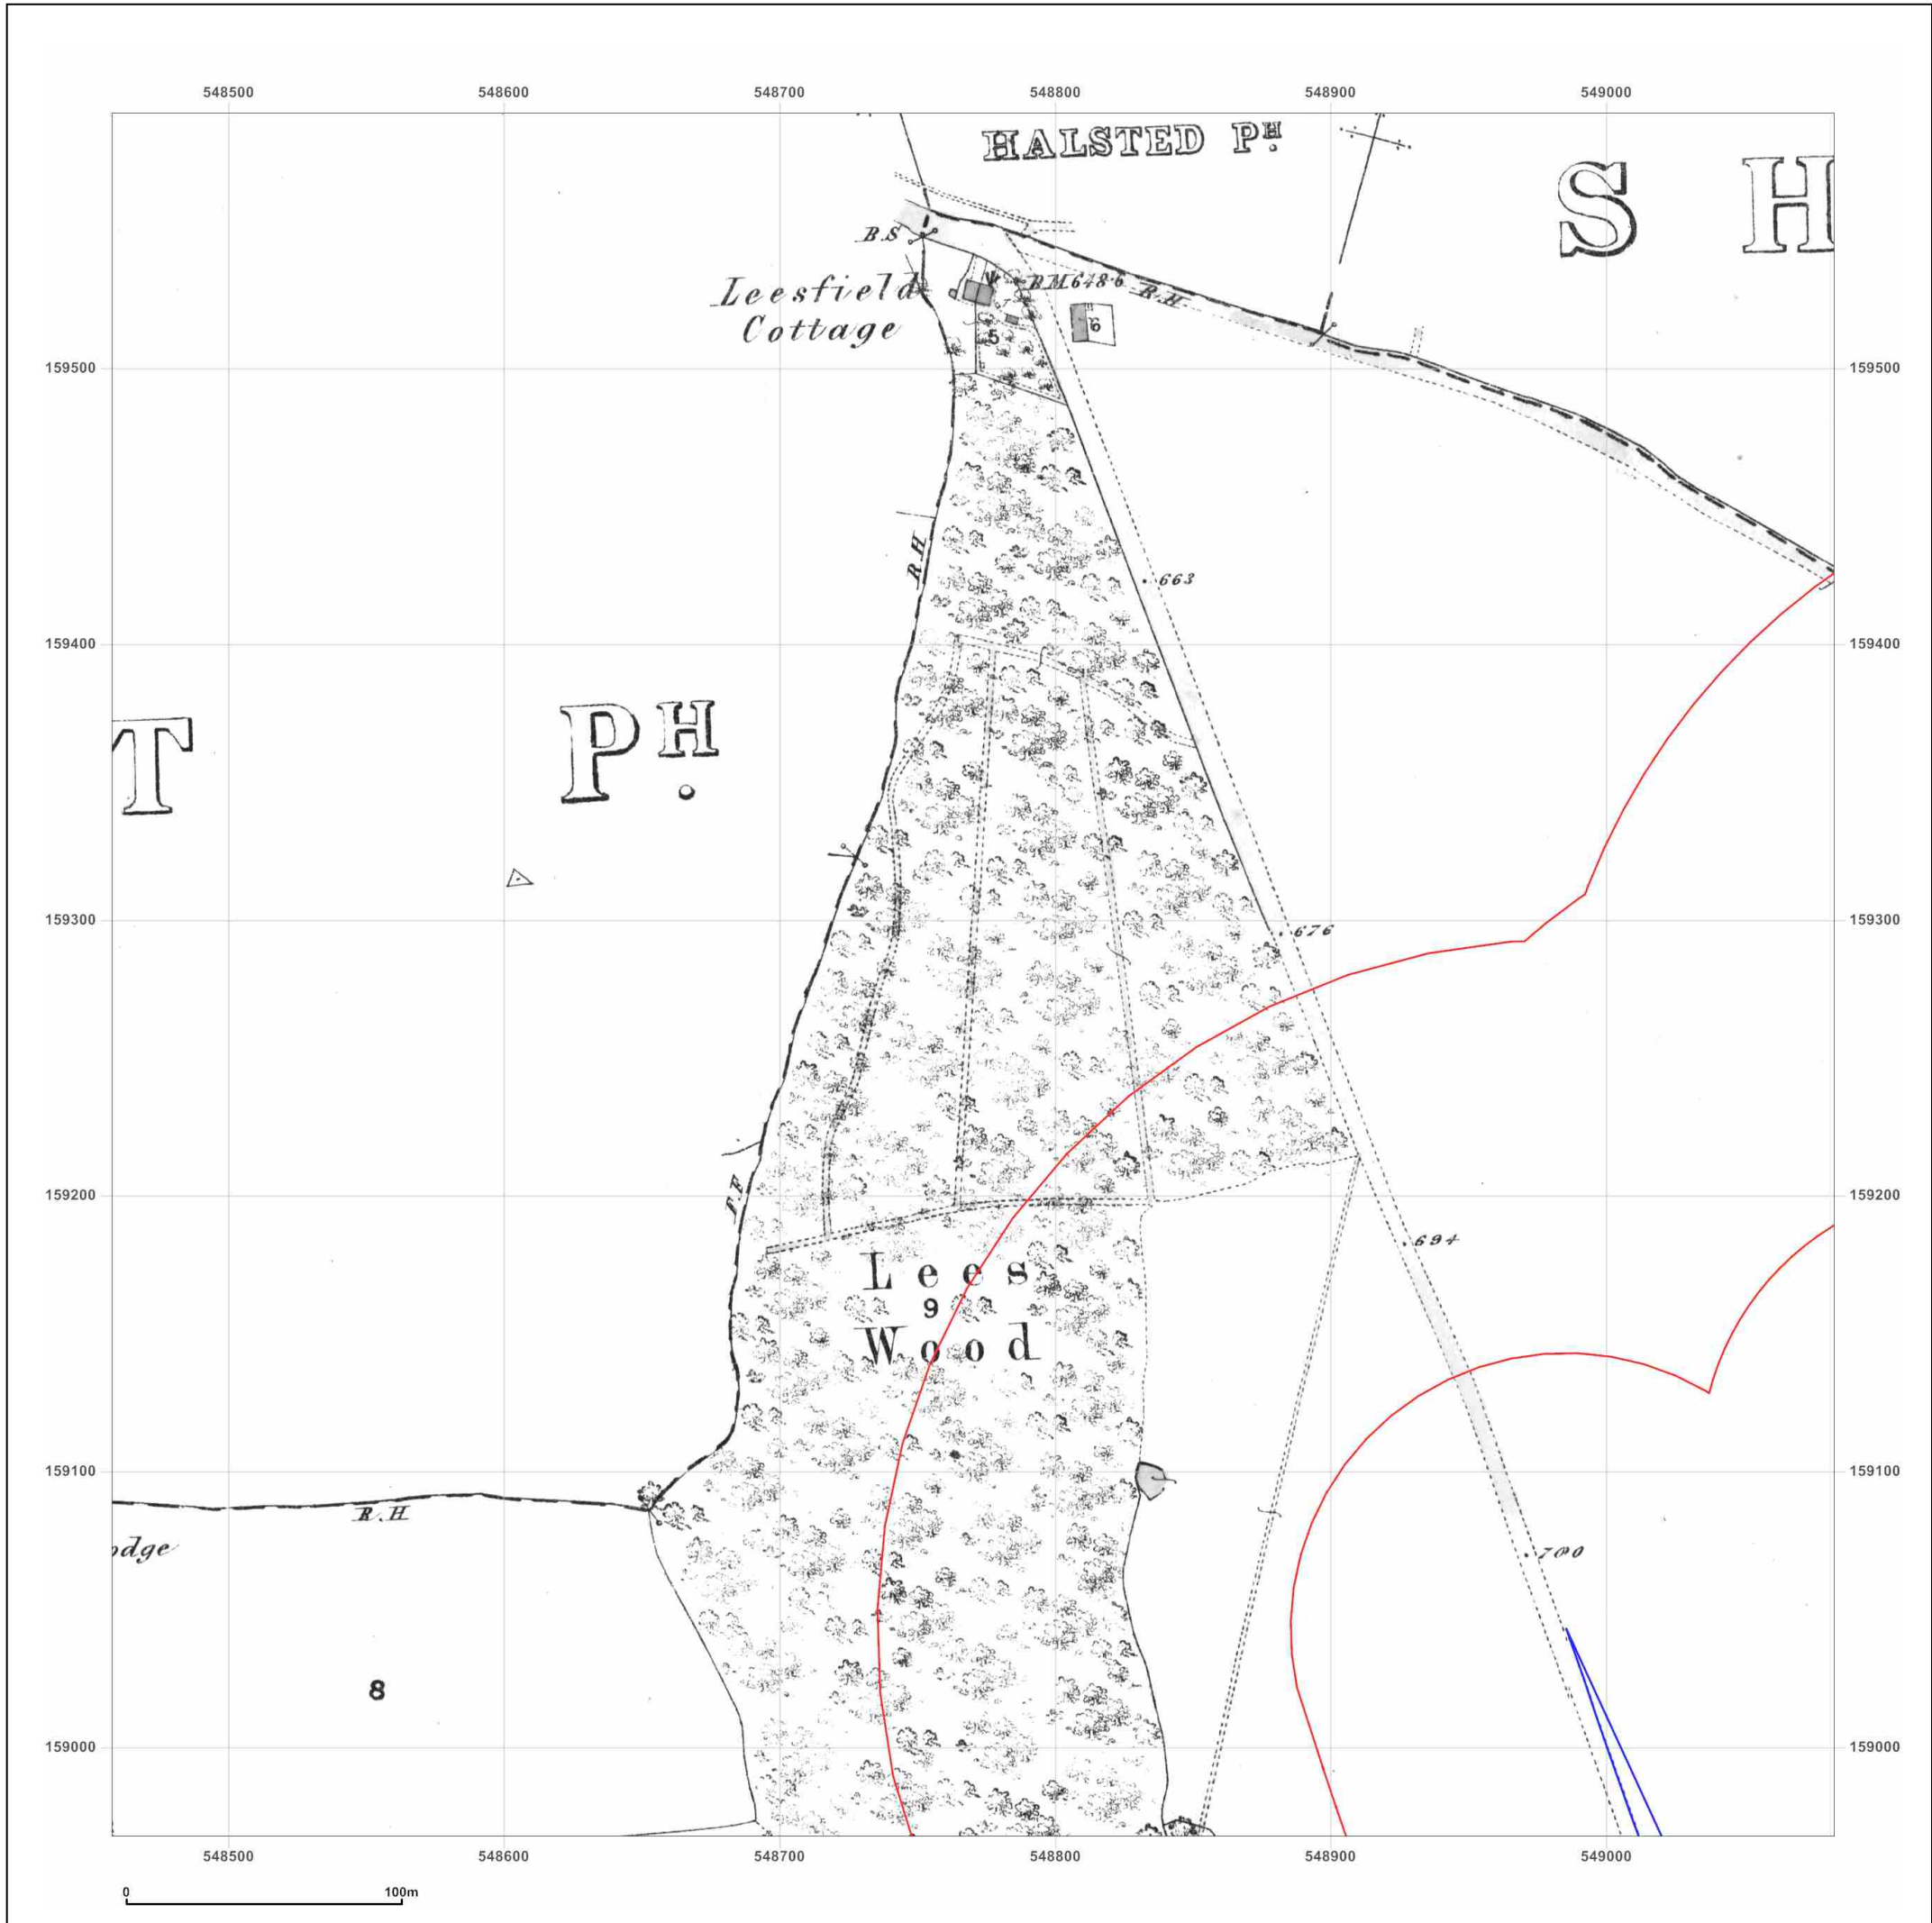 548500 548600 548700 548800 548900 549000
HALSTED PH.
S H
B.S
Leesfield
Cottage
B.M.648·6
R.H
6
5
159500 159500
R.H
663
159400 159400
T PH.
159300 159300
676
159200 159200
F.F
694
Lees
9
Wood
159100 159100
R.H
odge
700
8
159000 159000
548500 548600 548700 548800 548900 549000
0 100m